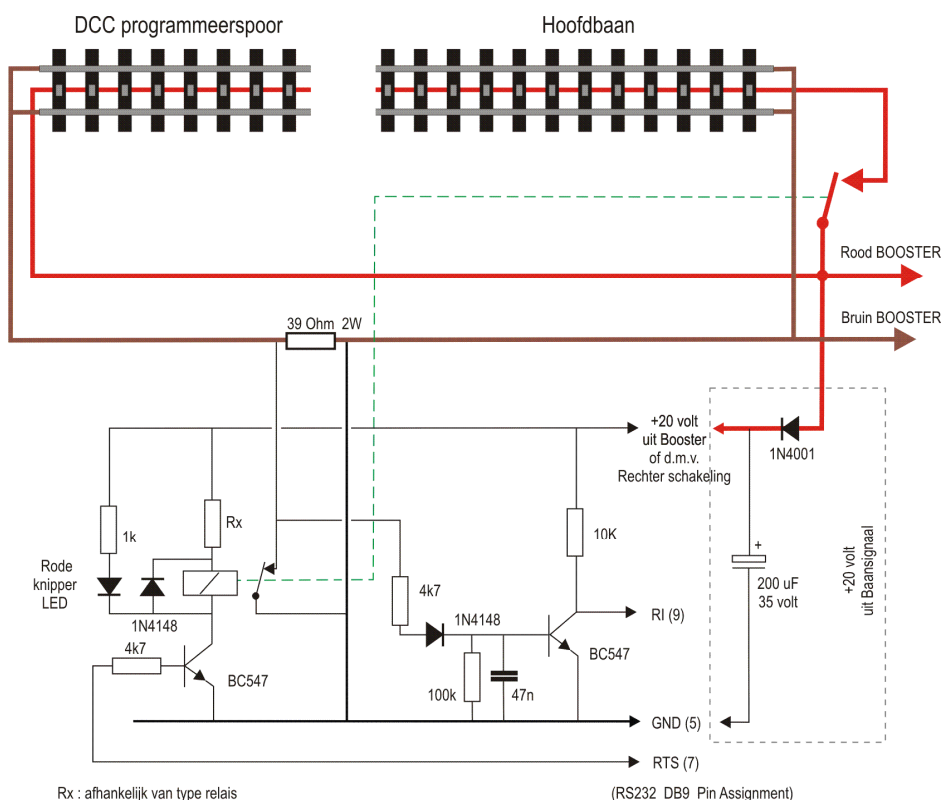 DCC programmeerspoor
Hoofdbaan
Rood BOOSTER
39 Ohm 2W
Bruin BOOSTER
+20 volt
uit Booster
of d.m.v.
Rechter schakeling
1N4001
Rx
1k
10K
+
200 uF
35 volt
+20 volt
uit Baansignaal
Rode
knipper
LED
1N4148
4k7
1N4148
RI (9)
4k7
BC547
BC547
100k
47n
GND (5)
RTS (7)
Rx : afhankelijk van type relais
(RS232 DB9 Pin Assignment)